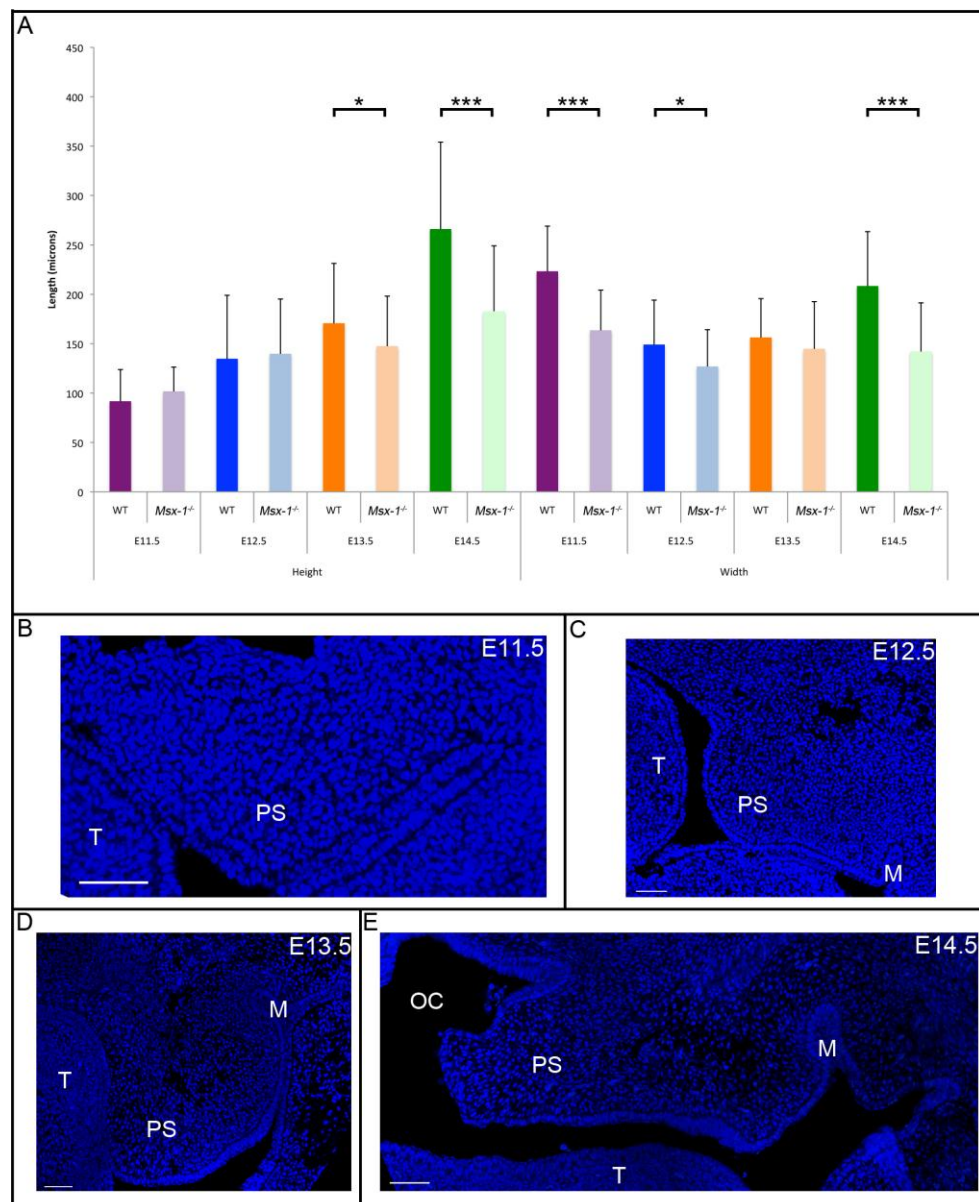 A
450
* *** *** * ***
400
350
300
250
200
150
100
50
0
Length (microns)
WT Msx-1-/- WT Msx-1-/- WT Msx-1-/- WT Msx-1-/- WT Msx-1-/- WT Msx-1-/- WT Msx-1-/- WT Msx-1-/-
E11.5 E12.5 E13.5 E14.5 E11.5 E12.5 E13.5 E14.5
Height Width
B
E11.5
T
PS
C
E12.5
T
PS
M
D
E13.5
M
T
PS
E
E14.5
OC
PS
M
T